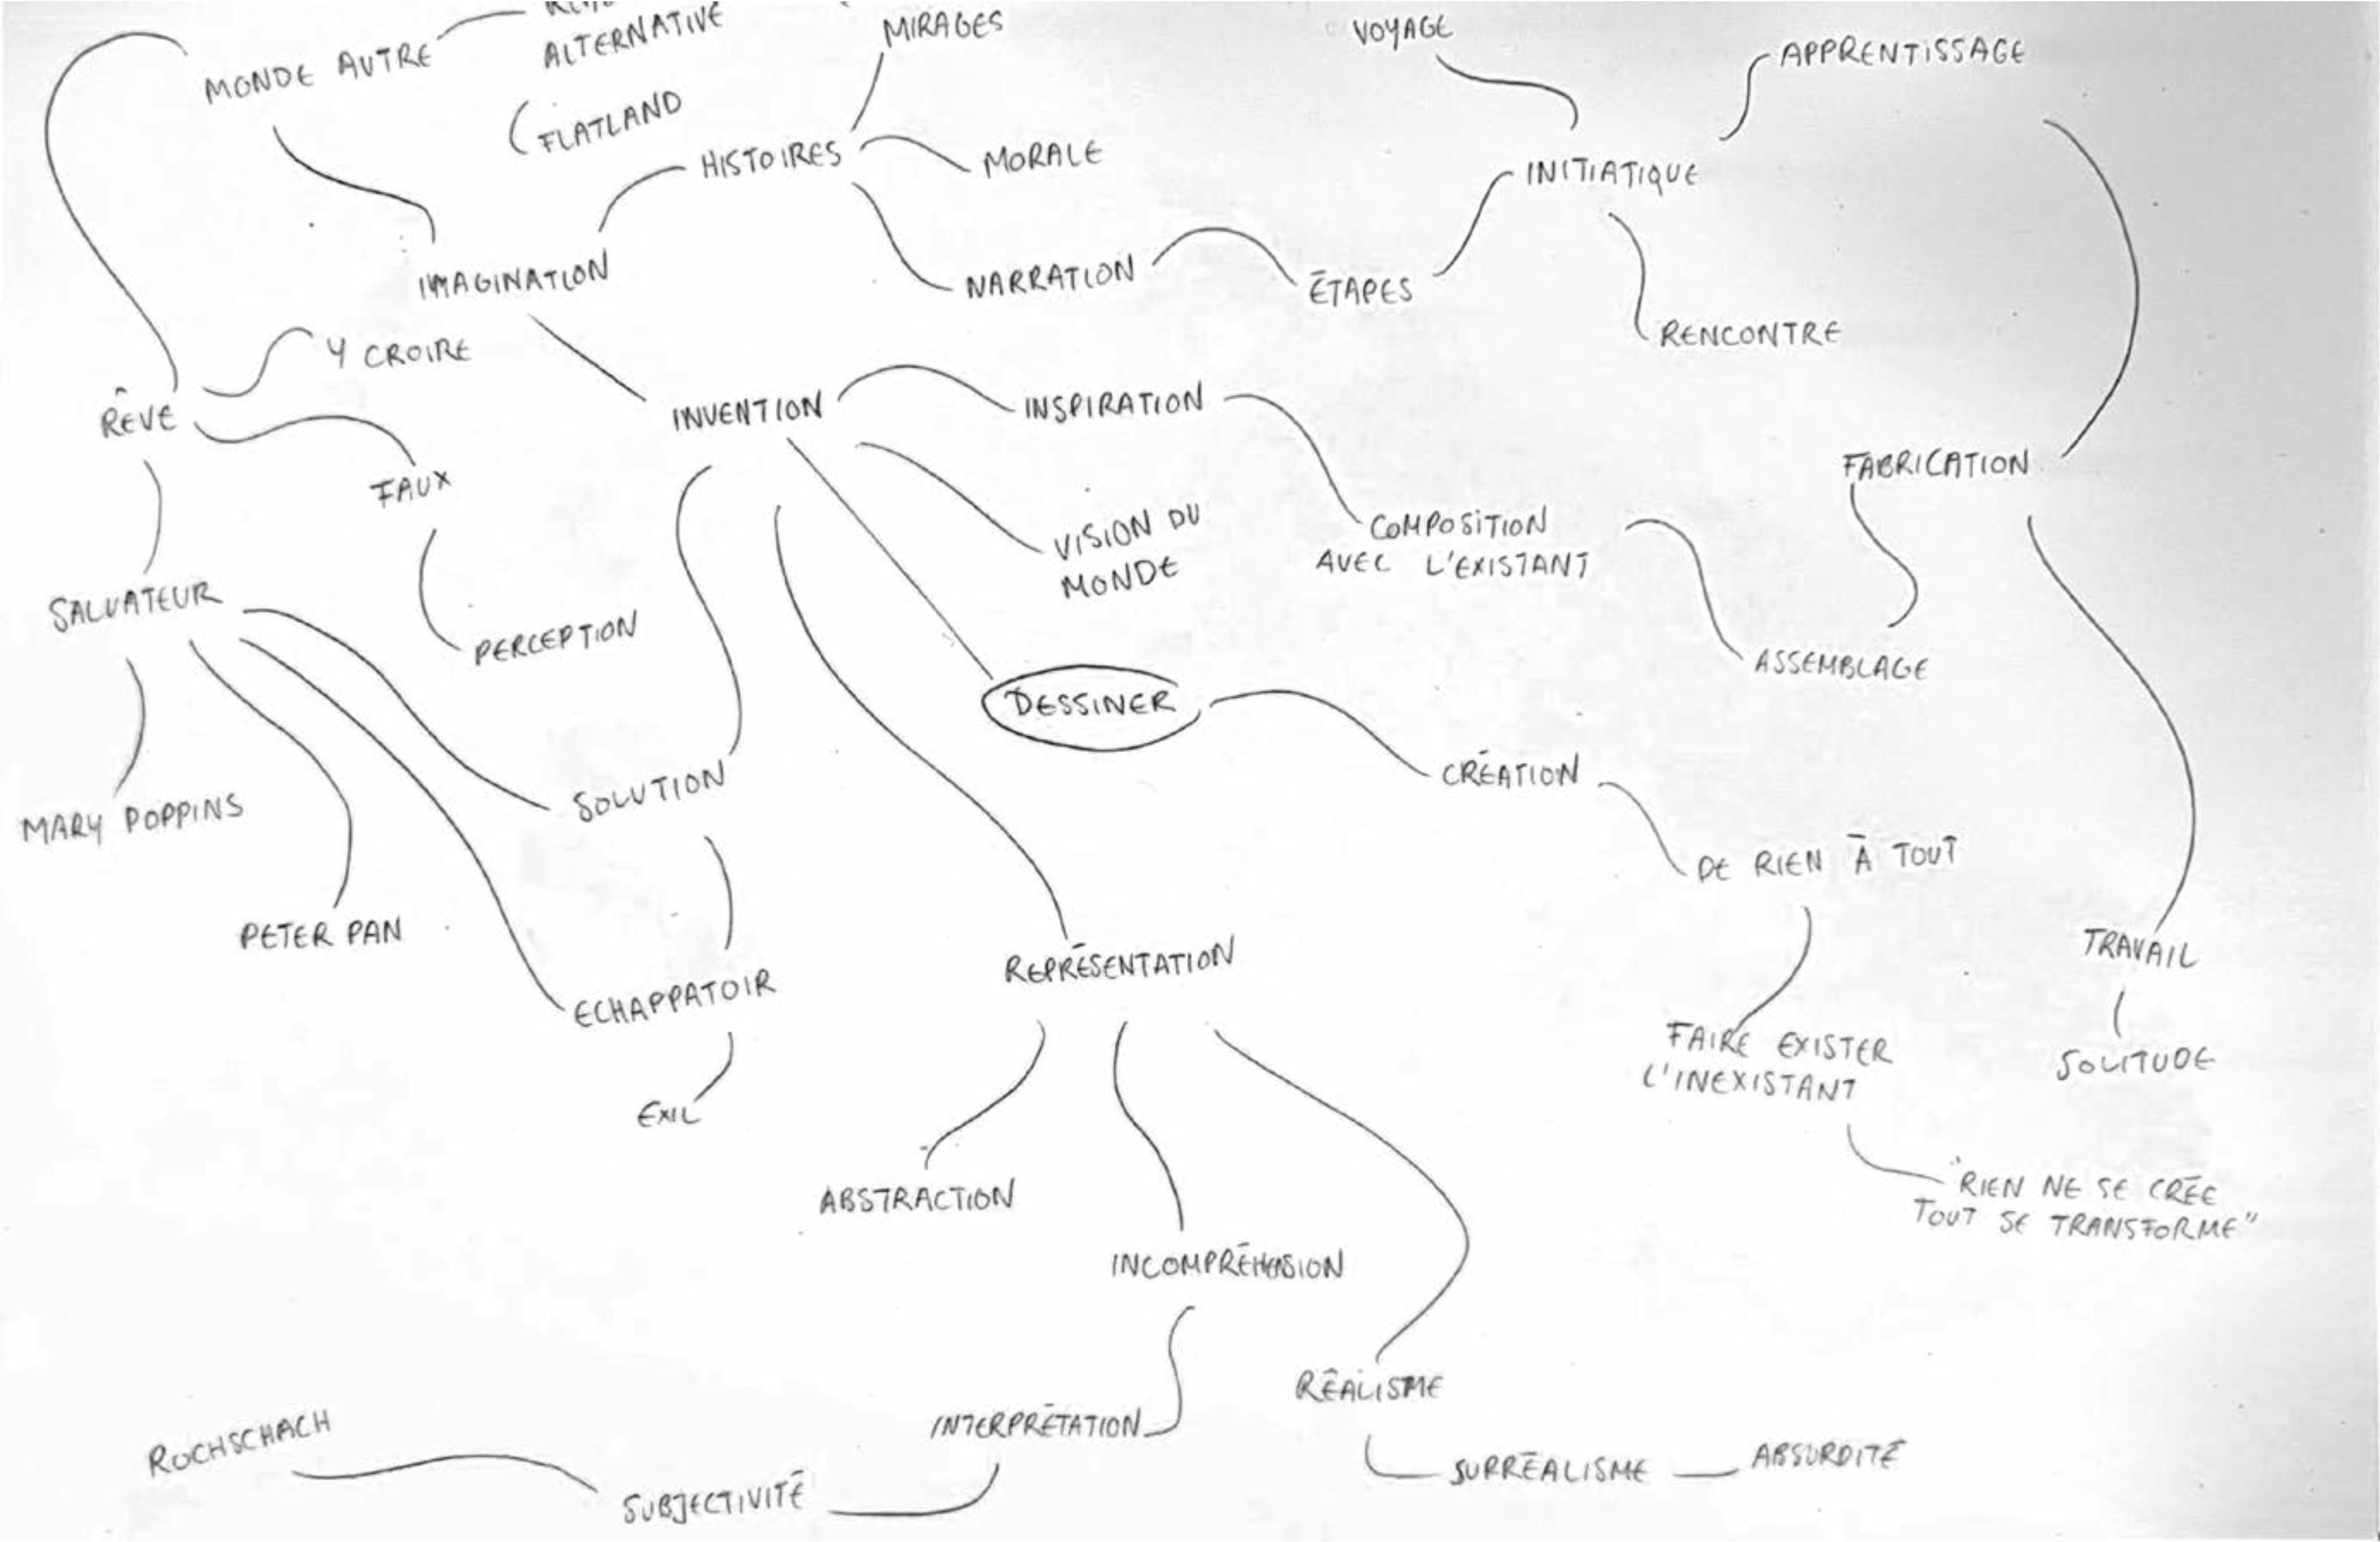 MONDE AUTRE
ALTERNATIVE
(FLATLAND
MIRAGES
HISTOIRES
MORALE
VOYAGE
APPRENTISSAGE
INITIATIQUE
IMAGINATION
NARRATION
ÉTAPES
RENCONTRE
Y CROIRE
RÊVE
FAUX
INVENTION
INSPIRATION
FABRICATION
VISION DU
MONDE
COMPOSITION
AVEC L'EXISTANT
SALVATEUR
PERCEPTION
ASSEMBLAGE
DESSINER
CRÉATION
MARY POPPINS
SOLUTION
DE RIEN À TOUT
PETER PAN
ECHAPPATOIR
REPRÉSENTATION
TRAVAIL
EXIL
FAIRE EXISTER
L'INEXISTANT
SOLITUDE
ABSTRACTION
"RIEN NE SE CRÉE
TOUT SE TRANSFORME"
INCOMPRÉHENSION
RÉALISME
INTERPRÉTATION
ROCHSCHACH
SUBJECTIVITÉ
SURRÉALISME
ABSURDITÉ